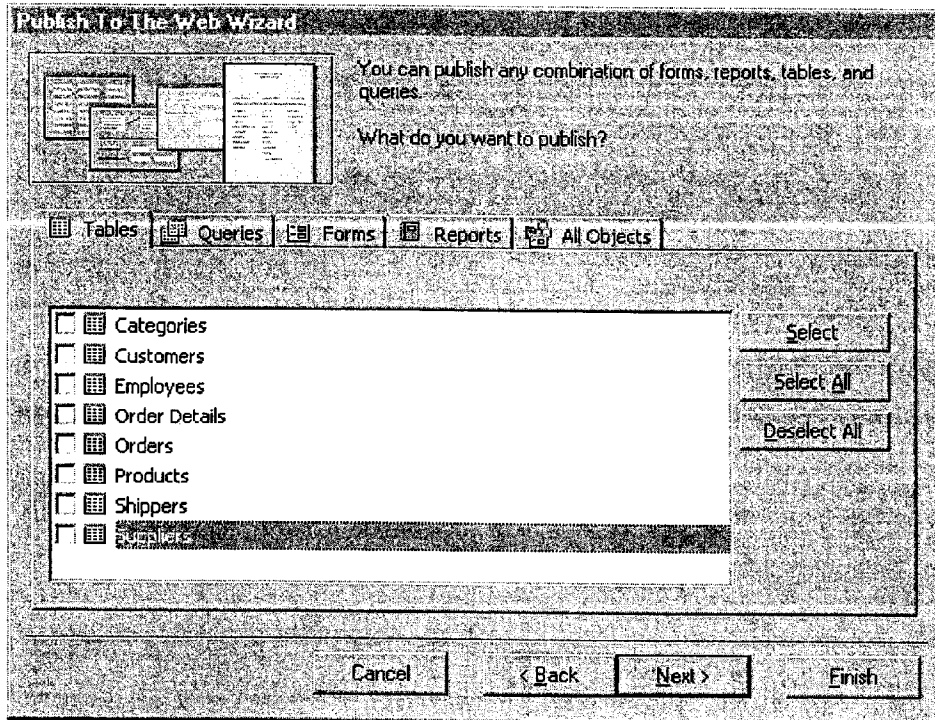 Publish To The Web Wizard
You can publish any combination of forms, reports, tables, and
queries.
What do you want to publish?
Tables Queries Forms Reports All Objects
Categories
Customers
Employees
Order Details
Orders
Products
Shippers
Suppliers
Select
Select All
Deselect All
Cancel < Back Next > Finish